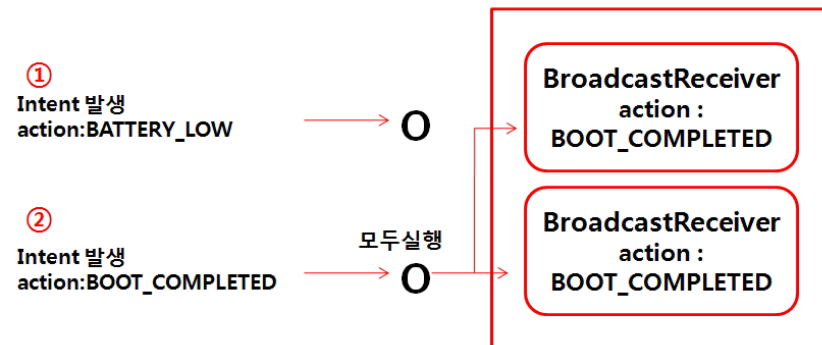 ①
Intent 발생
action:BATTERY_LOW
O
BroadcastReceiver
action :
BOOT_COMPLETED
②
Intent 발생
action:BOOT_COMPLETED
모두실행
O
BroadcastReceiver
action :
BOOT_COMPLETED